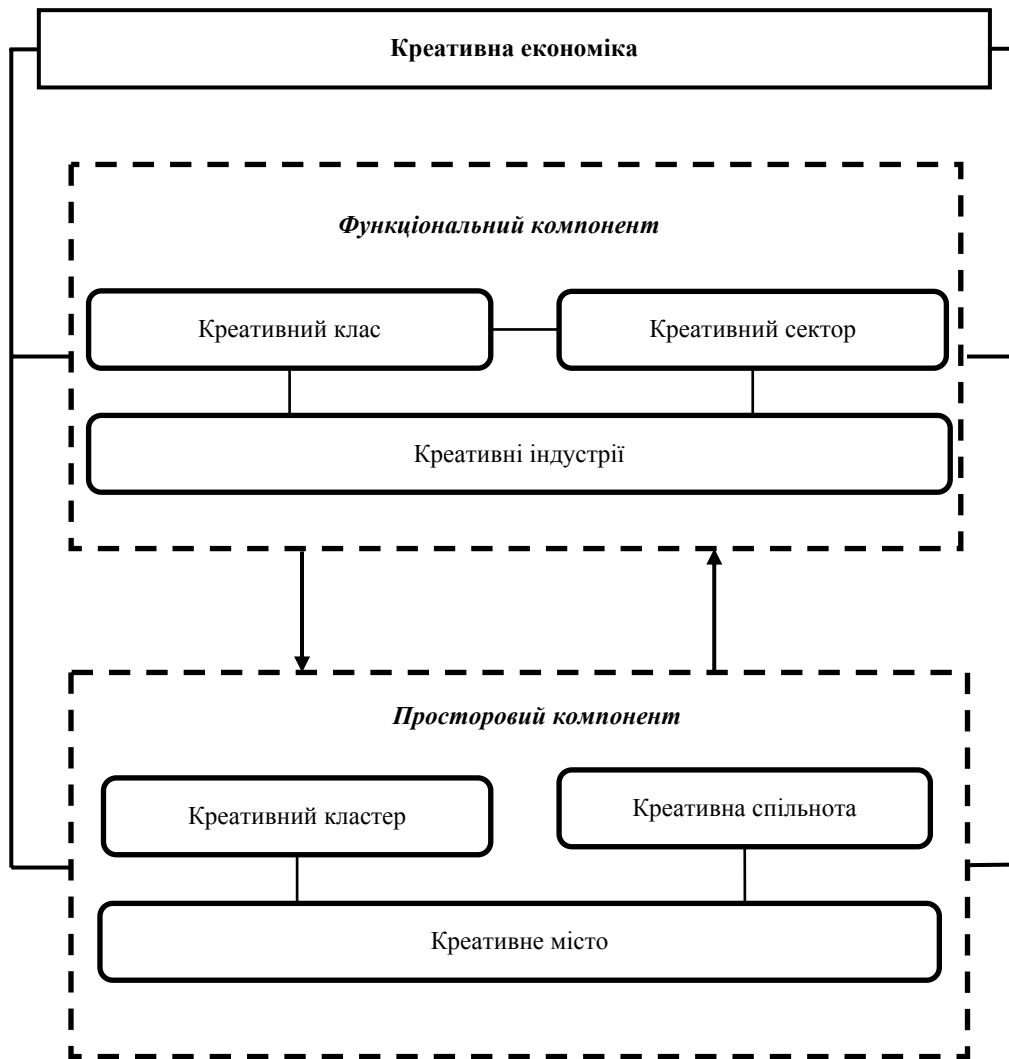 Креативна економіка
Функціональний компонент
Креативний клас
Креативний сектор
Креативні індустрії
Просторовий компонент
Креативний кластер
Креативна спільнота
Креативне місто